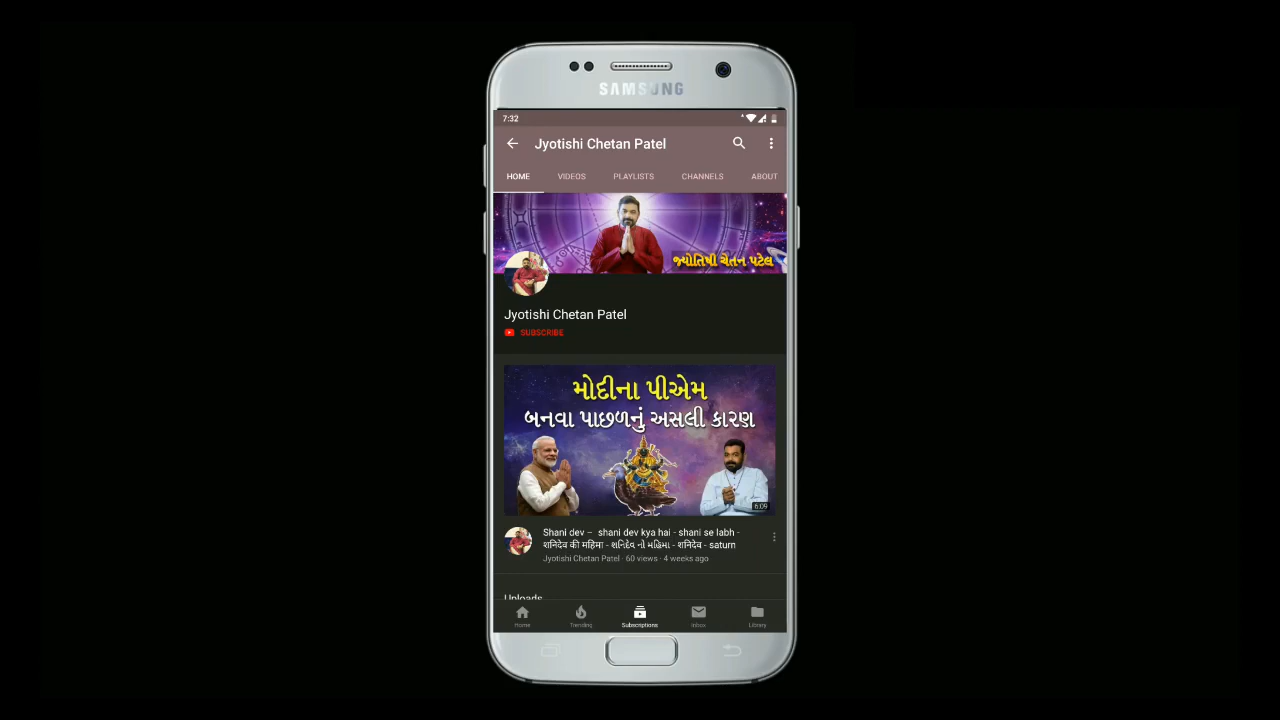 SAMSUNG
7:32
Jyotishi Chetan Patel
HOME VIDEOS PLAYLISTS CHANNELS ABOUT
જ્યોતિષી ચેતન પટેલ
Jyotishi Chetan Patel
SUBSCRIBE
મોદીના પીએમ
બનવા પાછળનું અસલી કારણ
6:09
Shani dev – shani dev kya hai - shani se labh -
शनिदेव की महिमा - શનિદેવ નો મહિમા - शनिदेव - saturn
Jyotishi Chetan Patel · 60 views · 4 weeks ago
Uploads
Home Trending Subscriptions Inbox Library